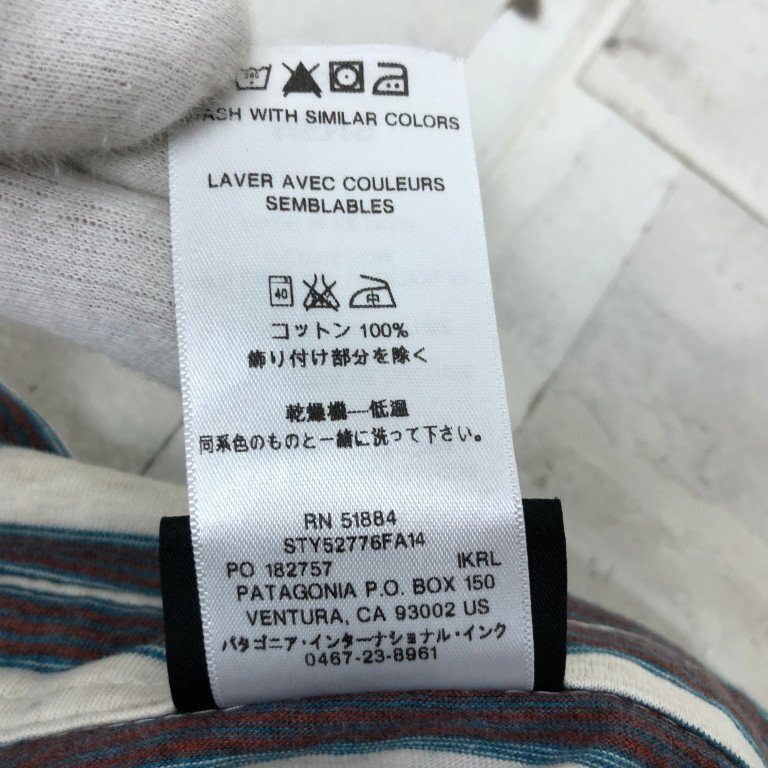 WASH WITH SIMILAR COLORS
LAVER AVEC COULEURS
SEMBLABLES
40 中
コットン 100%
飾り付け部分を除く
乾燥機—低温
同系色のものと一緒に洗って下さい。
RN 51884
STY52776FA14
PO 182757 IKRL
PATAGONIA P.O. BOX 150
VENTURA, CA 93002 US
パタゴニア・インターナショナル・インク
0467-23-8961